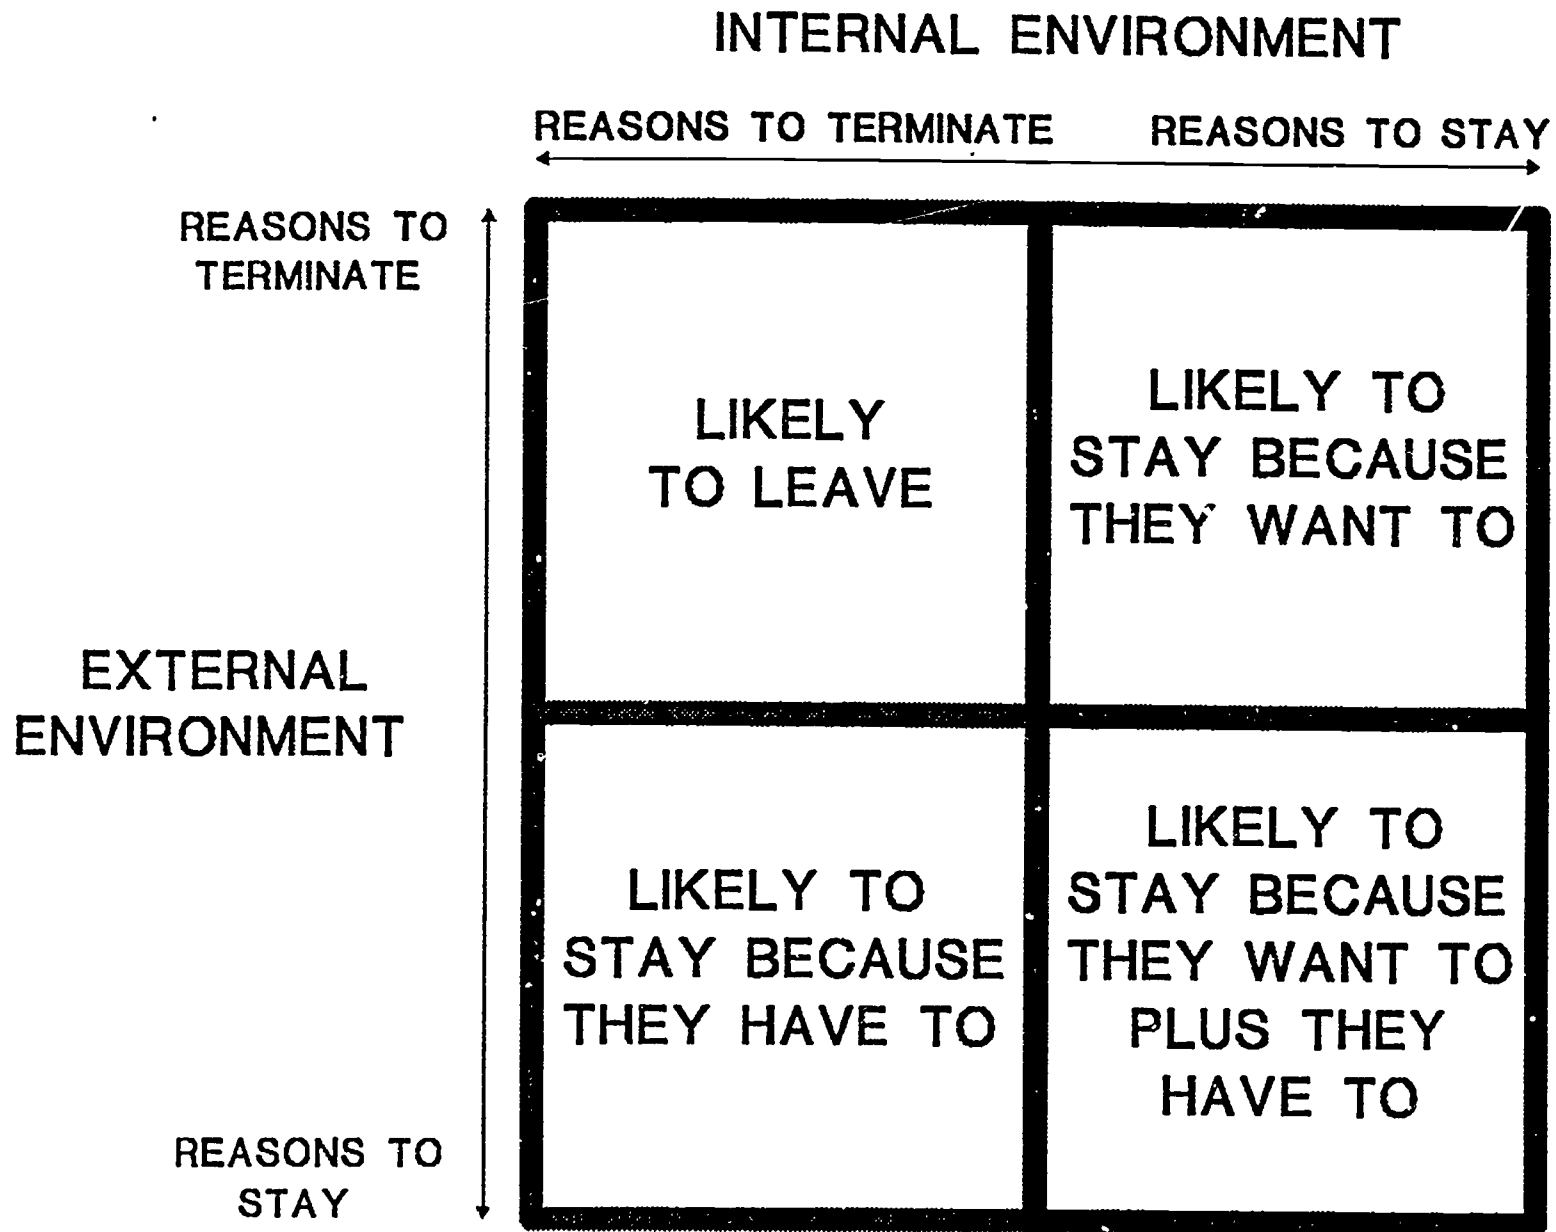 INTERNAL ENVIRONMENT
REASONS TO TERMINATE
REASONS TO STAY
REASONS TO
TERMINATE
EXTERNAL
ENVIRONMENT
REASONS TO
STAY
LIKELY
TO LEAVE
LIKELY TO
STAY BECAUSE
THEY WANT TO
LIKELY TO
STAY BECAUSE
THEY HAVE TO
LIKELY TO
STAY BECAUSE
THEY WANT TO
PLUS THEY
HAVE TO